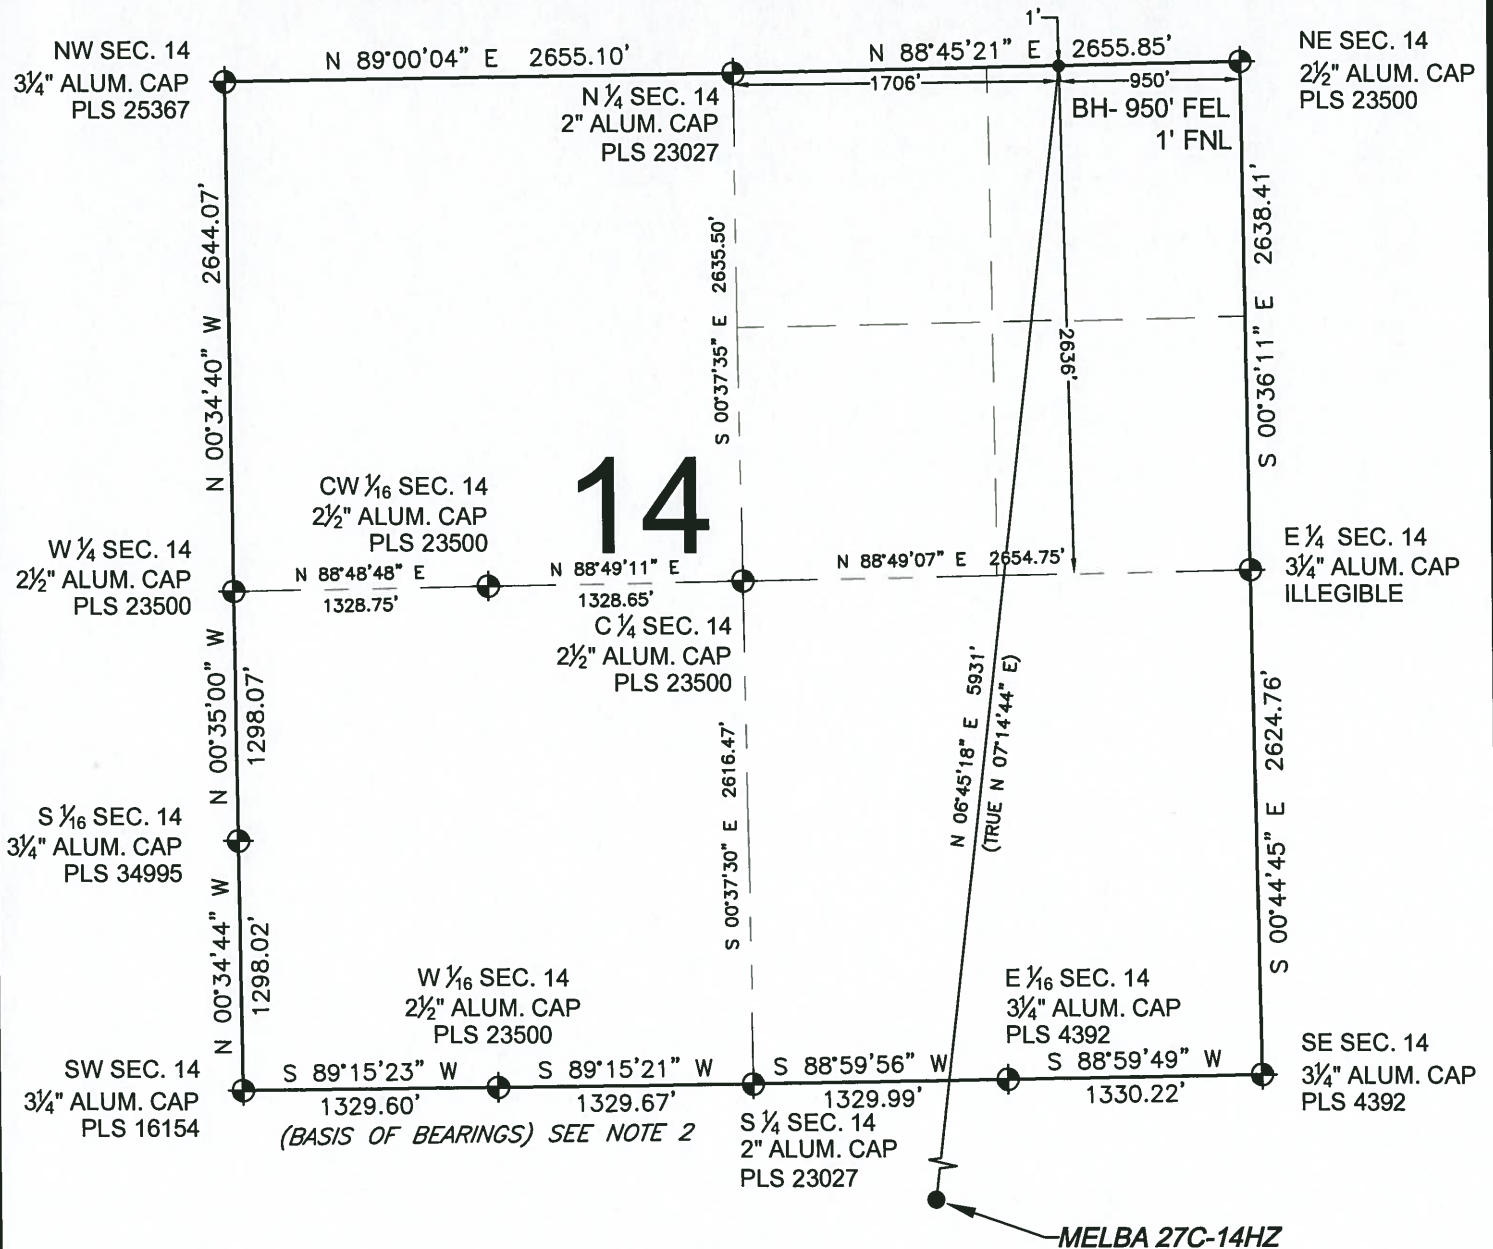 1'
NW SEC. 14
3¼" ALUM. CAP
PLS 25367
N 89°00'04" E 2655.10'
N 88°45'21" E 2655.85'
NE SEC. 14
2½" ALUM. CAP
PLS 23500
1706'
950'
N ¼ SEC. 14
2" ALUM. CAP
PLS 23027
BH- 950' FEL
1' FNL
N 00°34'40" W 2644.07'
S 00°37'35" E 2635.50'
2636'
S 00°36'11" E 2638.41'
14
CW 1⁄16 SEC. 14
2½" ALUM. CAP
PLS 23500
W ¼ SEC. 14
2½" ALUM. CAP
PLS 23500
N 88°48'48" E
1328.75'
N 88°49'11" E
1328.65'
N 88°49'07" E 2654.75'
E ¼ SEC. 14
3¼" ALUM. CAP
ILLEGIBLE
C ¼ SEC. 14
2½" ALUM. CAP
PLS 23500
N 00°35'00" W
1298.07'
S 00°37'30" E 2616.47'
N 06°45'18" E 5931'
(TRUE N 07°14'44" E)
S 00°44'45" E 2624.76'
S 1⁄16 SEC. 14
3¼" ALUM. CAP
PLS 34995
N 00°34'44" W
1298.02'
W 1⁄16 SEC. 14
2½" ALUM. CAP
PLS 23500
E 1⁄16 SEC. 14
3¼" ALUM. CAP
PLS 4392
SW SEC. 14
3¼" ALUM. CAP
PLS 16154
S 89°15'23" W
1329.60'
S 89°15'21" W
1329.67'
S 88°59'56" W
1329.99'
S 88°59'49" W
1330.22'
SE SEC. 14
3¼" ALUM. CAP
PLS 4392
(BASIS OF BEARINGS) SEE NOTE 2
S ¼ SEC. 14
2" ALUM. CAP
PLS 23027
MELBA 27C-14HZ